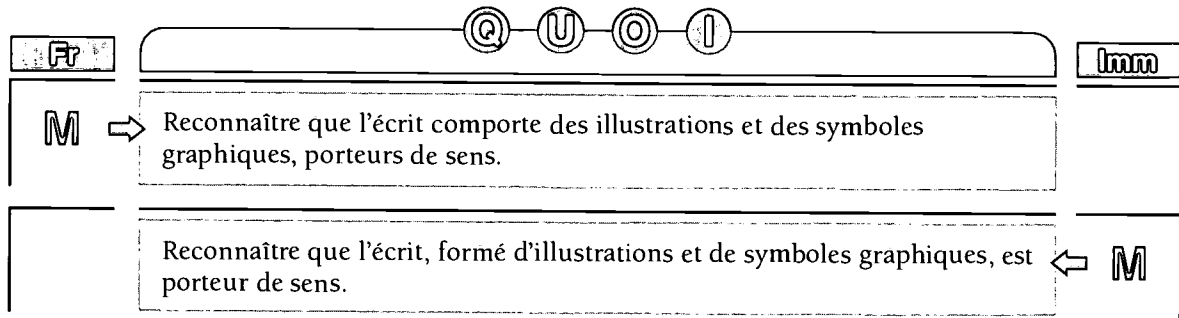 QUOI
Fr
Imm
M
Reconnaître que l'écrit comporte des illustrations et des symboles
graphiques, porteurs de sens.
Reconnaître que l'écrit, formé d'illustrations et de symboles graphiques, est
porteur de sens.
M